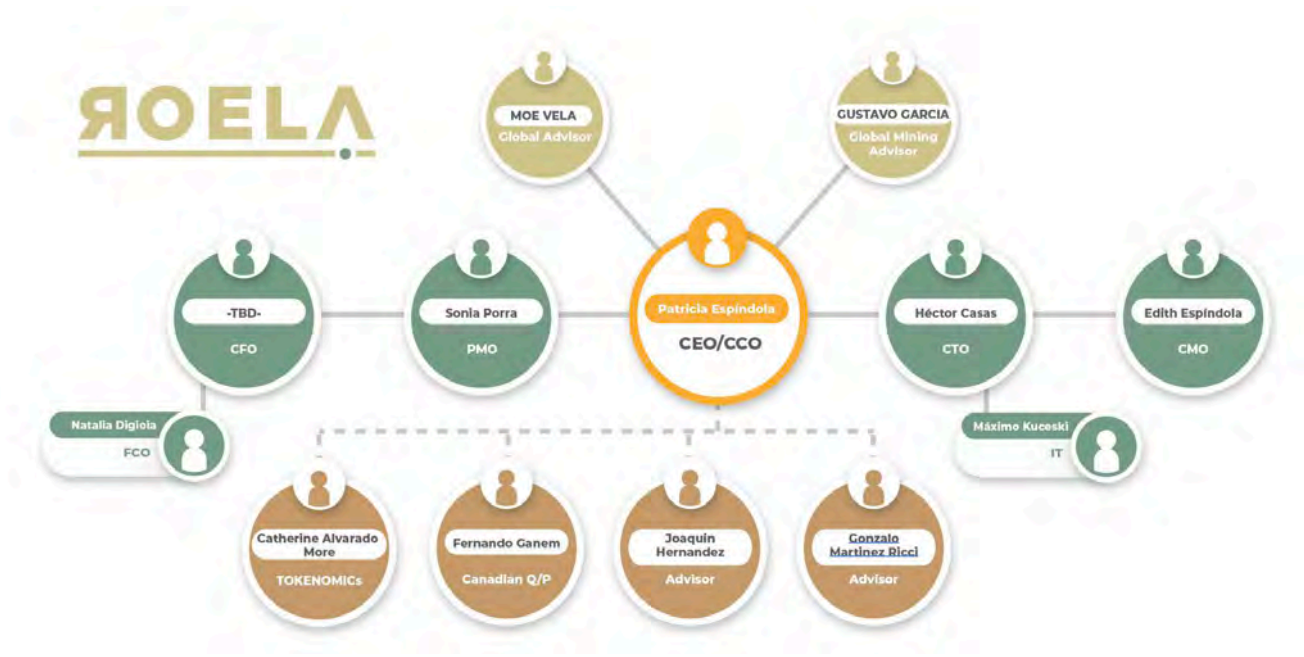 ЯOELΛ
MOE VELA
Global Advisor
GUSTAVO GARCIA
Global Mining
Advisor
-TBD-
CFO
Sonia Porra
PMO
Patricia Espíndola
CEO/CCO
Héctor Casas
CTO
Edith Espíndola
CMO
Natalia Digioia
FCO
Máximo Kuceski
IT
Catherine Alvarado
More
TOKENOMICs
Fernando Ganem
Canadian Q/P
Joaquin
Hernandez
Advisor
Gonzalo
Martinez Ricci
Advisor